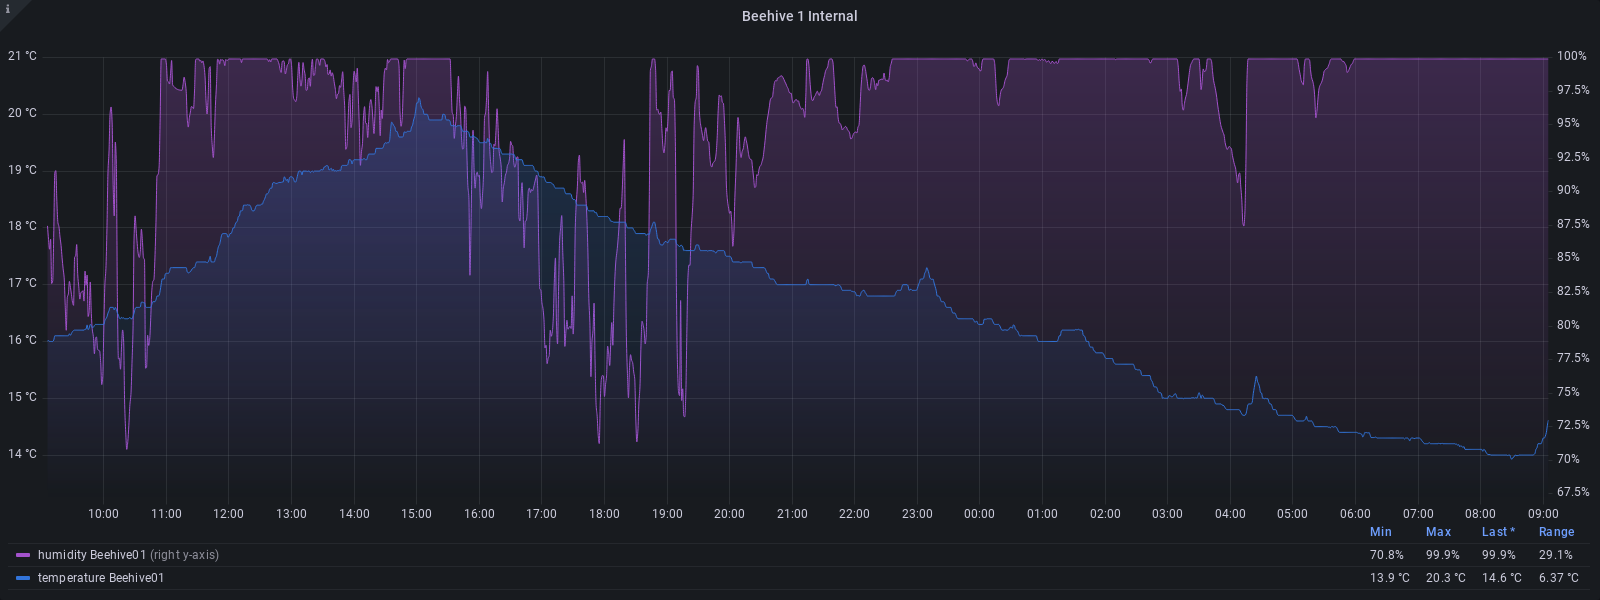 i
Beehive 1 Internal
21 °C 100%
97.5%
20 °C 95%
19 °C 92.5%
90%
18 °C 87.5%
85%
17 °C 82.5%
16 °C 80%
77.5%
15 °C 75%
72.5%
14 °C 70%
67.5%
10:00 11:00 12:00 13:00 14:00 15:00 16:00 17:00 18:00 19:00 20:00 21:00 22:00 23:00 00:00 01:00 02:00 03:00 04:00 05:00 06:00 07:00 08:00 09:00
Min Max Last * Range
humidity Beehive01 (right y-axis) 70.8% 99.9% 99.9% 29.1%
temperature Beehive01 13.9 °C 20.3 °C 14.6 °C 6.37 °C